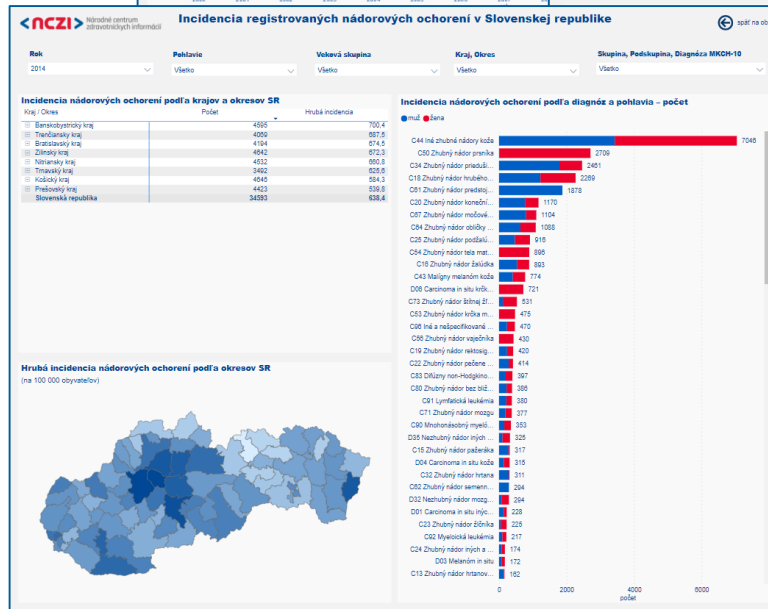 nczi Národné centrum
zdravotníckych informácií
Incidencia registrovaných nádorových ochorení v Slovenskej republike
späť na ob
Rok
Pohlavie
Veková skupina
Kraj, Okres
Skupina, Podskupina, Diagnóza MKCH-10
2014
Všetko
Všetko
Všetko
Všetko
Incidencia nádorových ochorení podľa krajov a okresov SR
Kraj / Okres Počet Hrubá incidencia
Banskobystrický kraj 4595 700,4
Trenčiansky kraj 4069 687,5
Bratislavský kraj 4194 674,5
Žilinský kraj 4642 672,3
Nitriansky kraj 4532 660,8
Trnavský kraj 3492 625,6
Košický kraj 4646 584,3
Prešovský kraj 4423 539,8
Slovenská republika 34593 638,4
Hrubá incidencia nádorových ochorení podľa okresov SR
(na 100 000 obyvateľov)
Incidencia nádorových ochorení podľa diagnóz a pohlavia – počet
muž žena
C44 Iné zhubné nádory kože 7046
C50 Zhubný nádor prsníka 2709
C34 Zhubný nádor priedušі... 2461
C18 Zhubný nádor hrubého... 2269
C61 Zhubný nádor predstoj... 1878
C20 Zhubný nádor koneční... 1170
C67 Zhubný nádor močové... 1104
C64 Zhubný nádor obličky ... 1088
C25 Zhubný nádor podžalú... 916
C54 Zhubný nádor tela mat... 896
C16 Zhubný nádor žalúdka 893
C43 Malígny melanóm kože 774
D06 Carcinoma in situ krčk... 721
C73 Zhubný nádor štítnej žľ... 531
C53 Zhubný nádor krčka m... 475
C96 Iné a nešpecifikované ... 470
C56 Zhubný nádor vaječníka 430
C19 Zhubný nádor rektosig... 420
C22 Zhubný nádor pečene ... 414
C83 Difúzny non-Hodgkino... 397
C80 Zhubný nádor bez bliž... 386
C91 Lymfatická leukémia 380
C71 Zhubný nádor mozgu 377
C90 Mnohonásobný myeló... 353
D35 Nezhubný nádor iných ... 325
C15 Zhubný nádor pažeráka 317
D04 Carcinoma in situ kože 315
C32 Zhubný nádor hrtana 311
C62 Zhubný nádor semenn... 294
D32 Nezhubný nádor mozg... 294
D01 Carcinoma in situ inýc... 228
C23 Zhubný nádor žlčníka 225
C92 Myeloická leukémia 217
C24 Zhubný nádor iných a ... 174
D03 Melanóm in situ 172
C13 Zhubný nádor hrtanov... 162
0 2000 4000 6000
počet